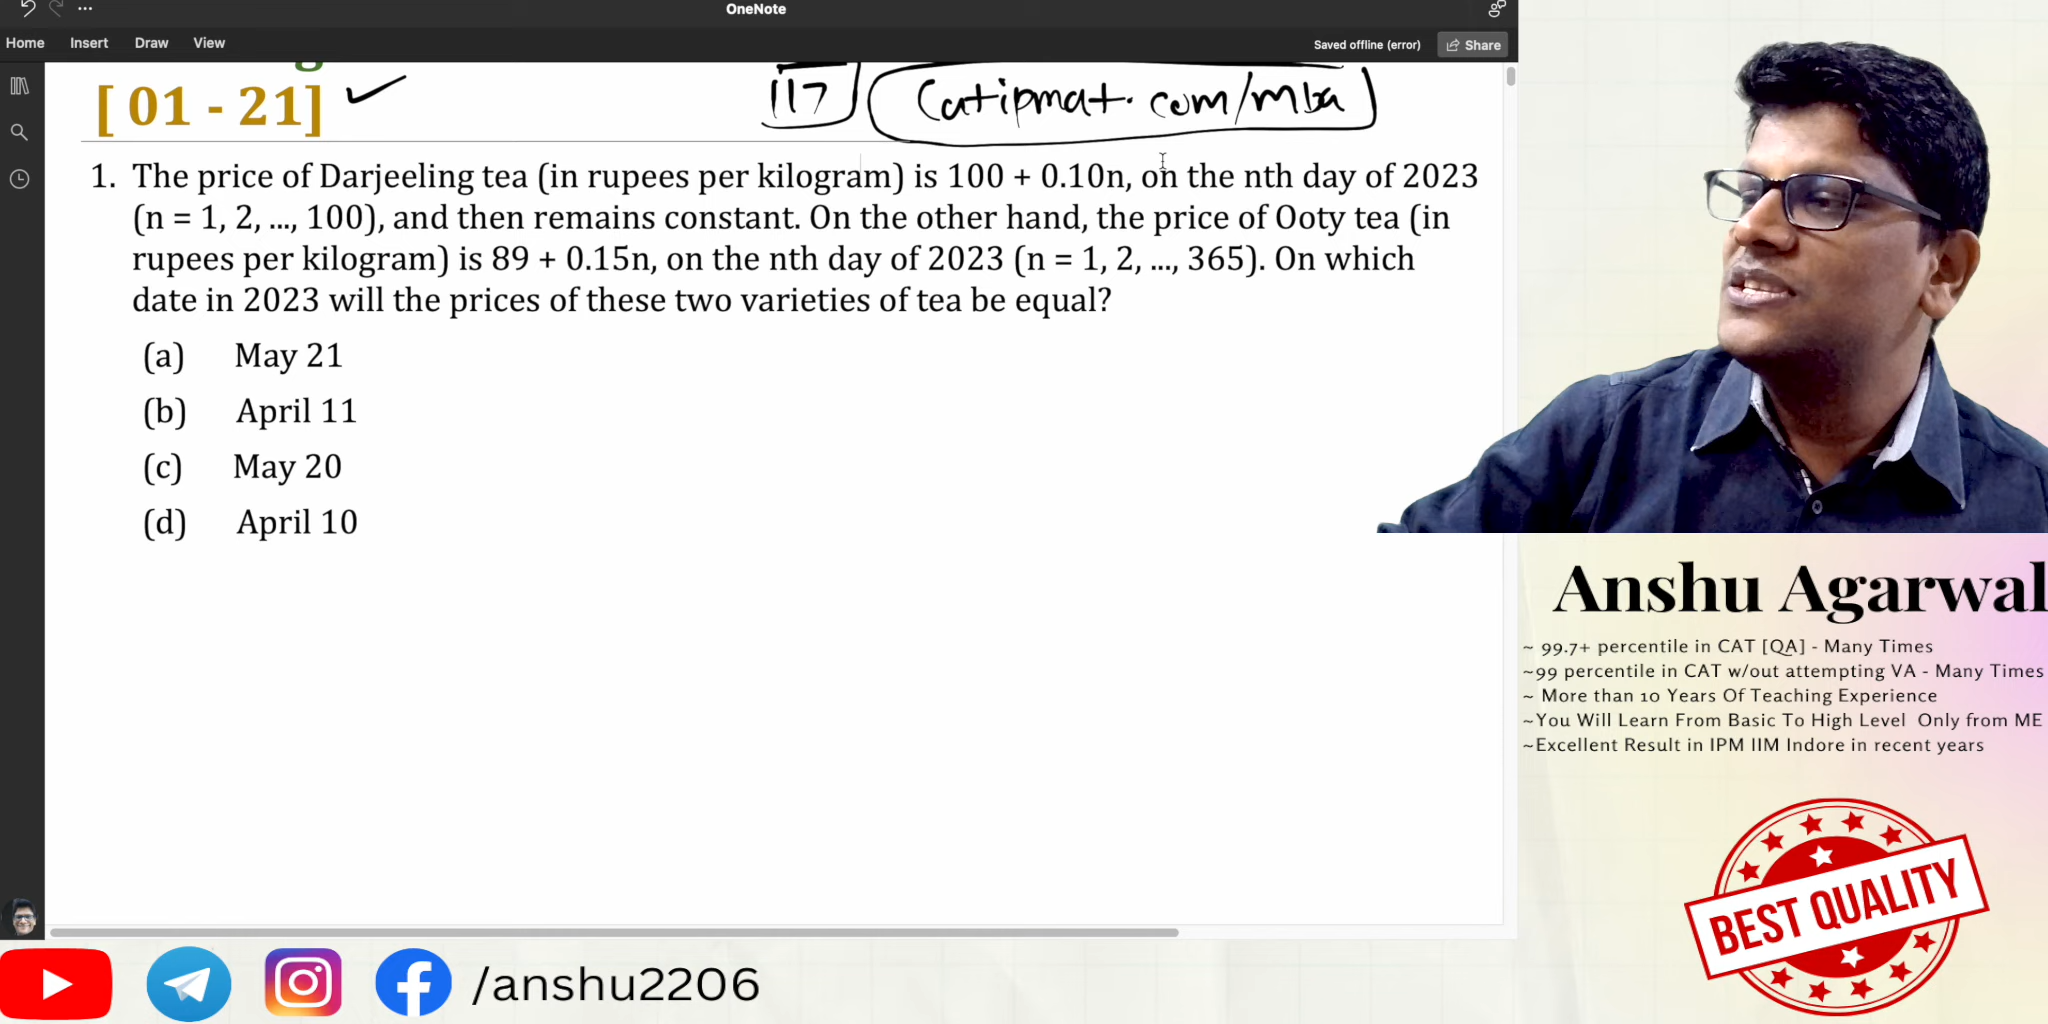 OneNote
Home Insert Draw View
Saved offline (error) Share
[ 01 - 21]
117 Catipmat.com/mba
1. The price of Darjeeling tea (in rupees per kilogram) is 100 + 0.10n, on the nth day of 2023
(n = 1, 2, ..., 100), and then remains constant. On the other hand, the price of Ooty tea (in
rupees per kilogram) is 89 + 0.15n, on the nth day of 2023 (n = 1, 2, ..., 365). On which
date in 2023 will the prices of these two varieties of tea be equal?
(a) May 21
(b) April 11
(c) May 20
(d) April 10
Anshu Agarwal
~ 99.7+ percentile in CAT [QA] - Many Times
~99 percentile in CAT w/out attempting VA - Many Times
~ More than 10 Years Of Teaching Experience
~You Will Learn From Basic To High Level Only from ME
~Excellent Result in IPM IIM Indore in recent years
BEST QUALITY
/anshu2206